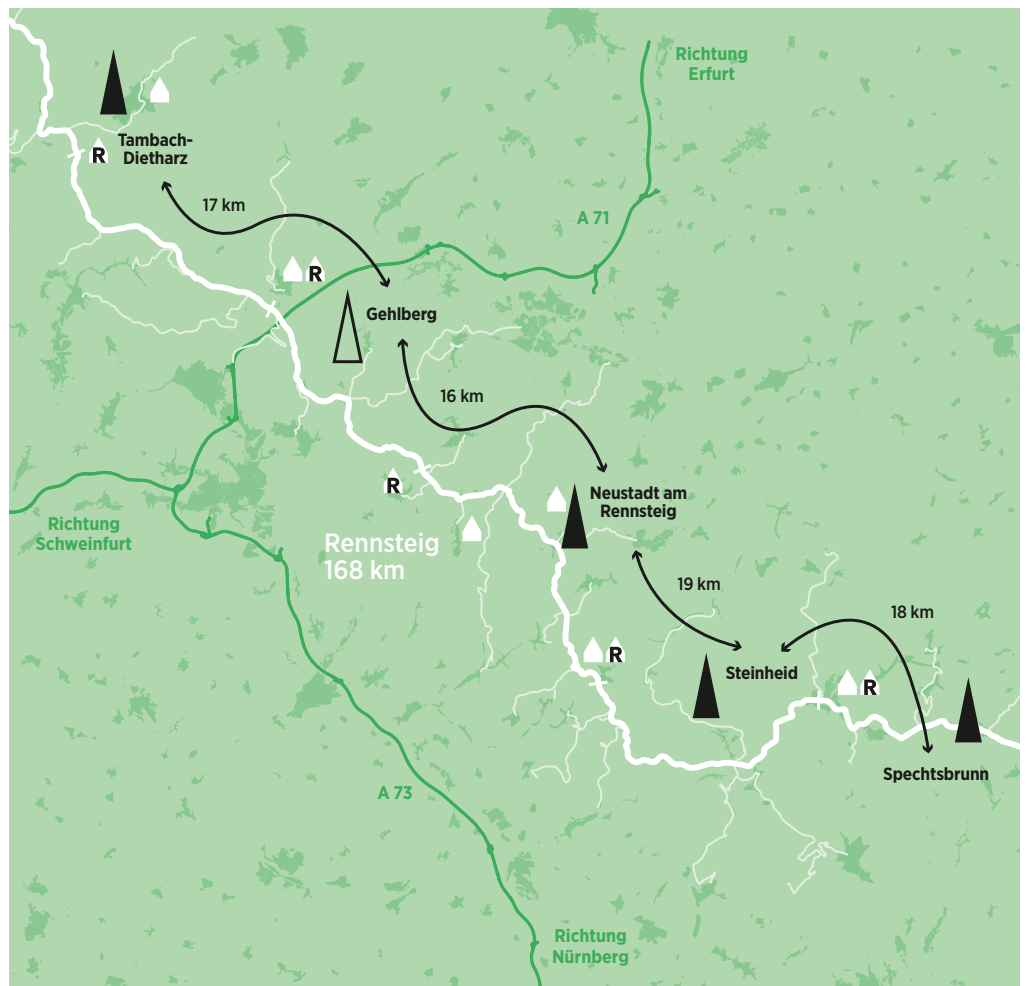 Richtung
Erfurt
Tambach-
Dietharz
R
17 km
A 71
R
Gehlberg
16 km
R
Neustadt am
Rennsteig
Richtung
Schweinfurt
Rennsteig
168 km
19 km
18 km
R
Steinheid
R
Spechtsbrunn
A 73
Richtung
Nürnberg